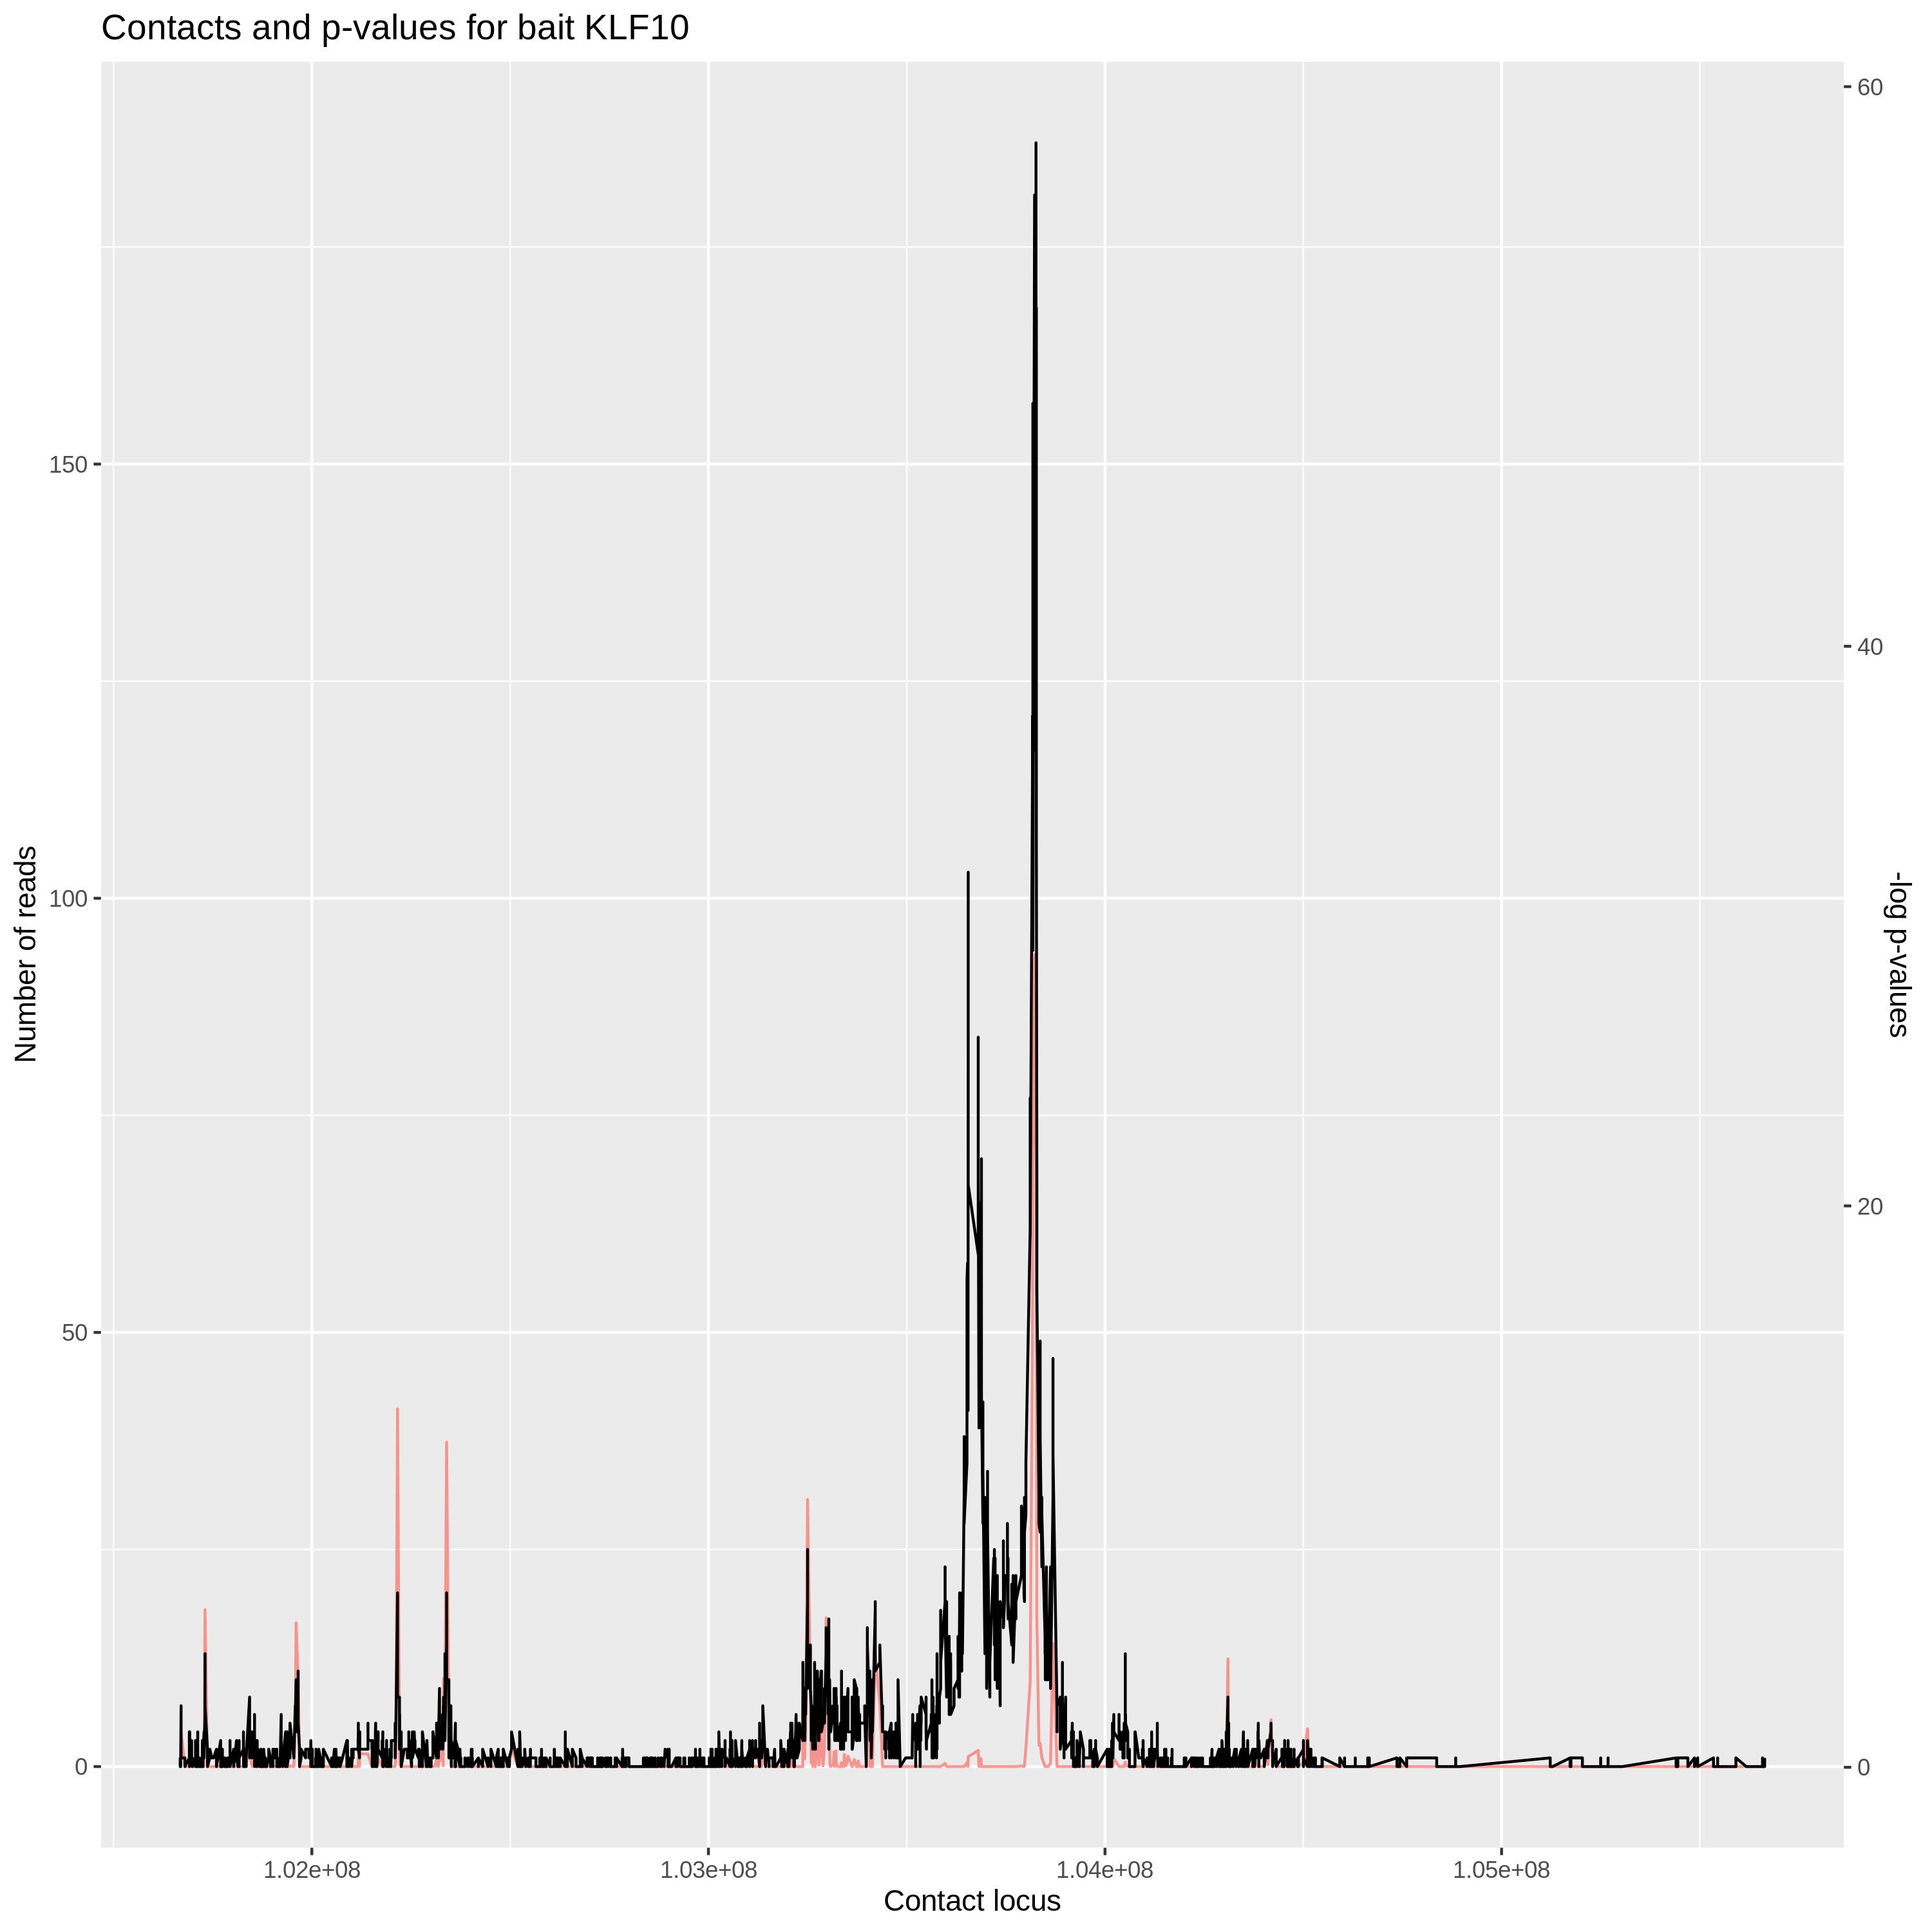 Contacts and p-values for bait KLF10
60
150
40
100
Number of reads
-log p-values
20
50
0
0
1.02e+08
1.03e+08
1.04e+08
1.05e+08
Contact locus